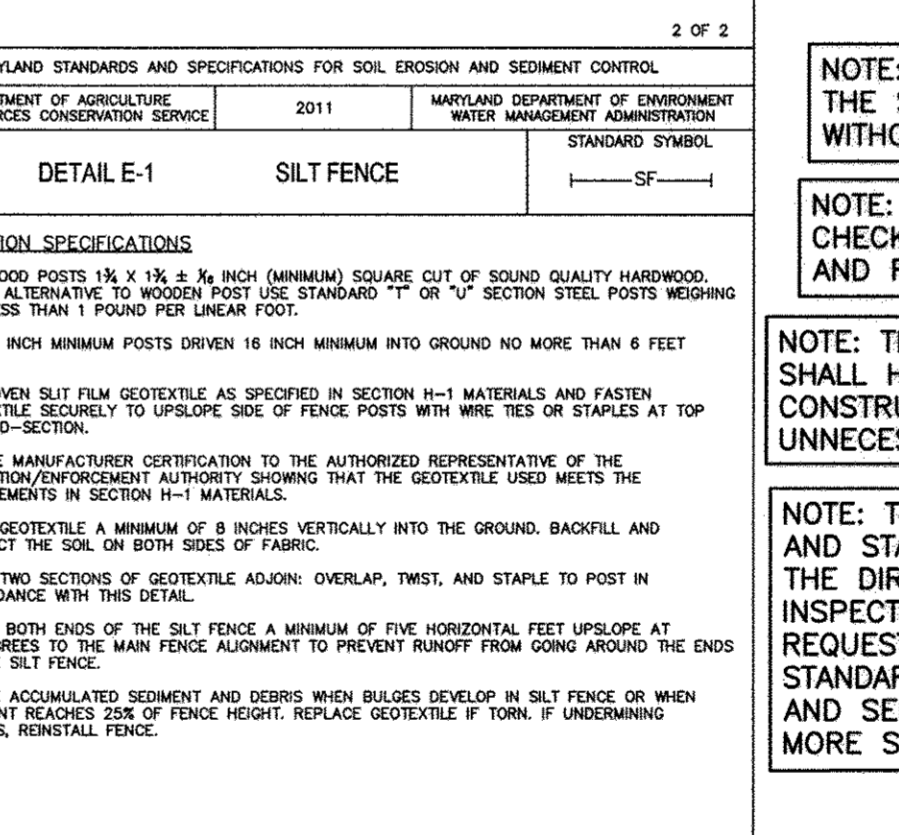 2 OF 2
YLAND STANDARDS AND SPECIFICATIONS FOR SOIL EROSION AND SEDIMENT CONTROL
TMENT OF AGRICULTURE
RCES CONSERVATION SERVICE
2011
MARYLAND DEPARTMENT OF ENVIRONMENT
WATER MANAGEMENT ADMINISTRATION
DETAIL E-1
SILT FENCE
STANDARD SYMBOL
SF
ION SPECIFICATIONS
OOD POSTS 1¾ X 1¾ ± 1⁄16 INCH (MINIMUM) SQUARE CUT OF SOUND QUALITY HARDWOOD.
ALTERNATIVE TO WOODEN POST USE STANDARD "T" OR "U" SECTION STEEL POSTS WEIGHING
SS THAN 1 POUND PER LINEAR FOOT.
INCH MINIMUM POSTS DRIVEN 16 INCH MINIMUM INTO GROUND NO MORE THAN 6 FEET
VEN SLIT FILM GEOTEXTILE AS SPECIFIED IN SECTION H-1 MATERIALS AND FASTEN
TILE SECURELY TO UPSLOPE SIDE OF FENCE POSTS WITH WIRE TIES OR STAPLES AT TOP
D-SECTION.
E MANUFACTURER CERTIFICATION TO THE AUTHORIZED REPRESENTATIVE OF THE
TION/ENFORCEMENT AUTHORITY SHOWING THAT THE GEOTEXTILE USED MEETS THE
EMENTS IN SECTION H-1 MATERIALS.
GEOTEXTILE A MINIMUM OF 8 INCHES VERTICALLY INTO THE GROUND. BACKFILL AND
CT THE SOIL ON BOTH SIDES OF FABRIC.
TWO SECTIONS OF GEOTEXTILE ADJOIN: OVERLAP, TWIST, AND STAPLE TO POST IN
DANCE WITH THIS DETAIL.
BOTH ENDS OF THE SILT FENCE A MINIMUM OF FIVE HORIZONTAL FEET UPSLOPE AT
GREES TO THE MAIN FENCE ALIGNMENT TO PREVENT RUNOFF FROM GOING AROUND THE ENDS
E SILT FENCE.
E ACCUMULATED SEDIMENT AND DEBRIS WHEN BULGES DEVELOP IN SILT FENCE OR WHEN
NT REACHES 25% OF FENCE HEIGHT. REPLACE GEOTEXTILE IF TORN. IF UNDERMINING
S, REINSTALL FENCE.
NOTE:
THE
WITHO
NOTE:
CHECK
AND F
NOTE: T
SHALL H
CONSTRU
UNNECES
NOTE: T
AND STA
THE DIR
INSPECT
REQUEST
STANDAR
AND SE
MORE S